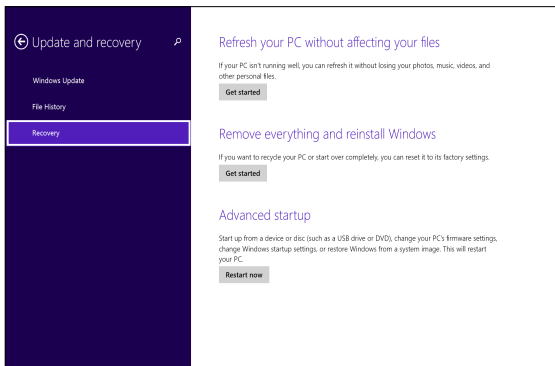 Update and recovery
Windows Update
File History
Recovery
Refresh your PC without affecting your files
If your PC isn't running well, you can refresh it without losing your photos, music, videos, and
other personal files.
Get started
Remove everything and reinstall Windows
If you want to recycle your PC or start over completely, you can reset it to its factory settings.
Get started
Advanced startup
Start up from a device or disc (such as a USB drive or DVD), change your PC's firmware settings,
change Windows startup settings, or restore Windows from a system image. This will restart
your PC.
Restart now